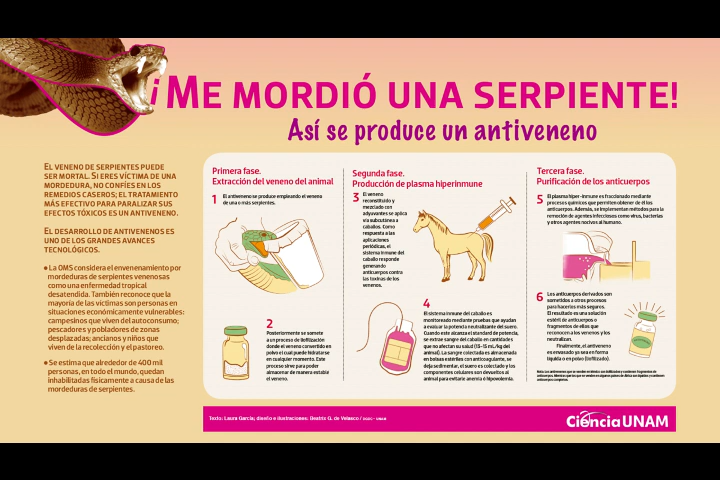 ¡ME MORDIÓ UNA SERPIENTE!
Así se produce un antiveneno
EL VENENO DE SERPIENTES PUEDE
SER MORTAL. SI ERES VÍCTIMA DE UNA
MORDEDURA, NO CONFÍES EN LOS
REMEDIOS CASEROS; EL TRATAMIENTO
MÁS EFECTIVO PARA PARALIZAR SUS
EFECTOS TÓXICOS ES UN ANTIVENENO.
EL DESARROLLO DE ANTIVENENOS ES
UNO DE LOS GRANDES AVANCES
TECNOLÓGICOS.
● La OMS considera el envenenamiento por
mordeduras de serpientes venenosas
como una enfermedad tropical
desatendida. También reconoce que la
mayoría de las víctimas son personas en
situaciones económicamente vulnerables:
campesinos que viven del autoconsumo;
pescadores y pobladores de zonas
desplazadas; ancianos y niños que
viven de la recolección y el pastoreo.
● Se estima que alrededor de 400 mil
personas, en todo el mundo, quedan
inhabilitadas físicamente a causa de las
mordeduras de serpientes.
Primera fase.
Extracción del veneno del animal
1 El antiveneno se produce empleando el veneno
de una o más serpientes.
2
Posteriormente se somete
a un proceso de liofilización
donde el veneno es convertido en
polvo el cual puede hidratarse
en cualquier momento. Este
proceso sirve para poder
almacenar de manera estable
el veneno.
Segunda fase.
Producción de plasma hiperinmune
3 El veneno
reconstituido y
mezclado con
adyuvantes se aplica
vía subcutánea a
caballos. Como
respuesta a las
aplicaciones
periódicas, el
sistema inmune del
caballo responde
generando
anticuerpos contra
las toxinas de los
venenos.
4
El sistema inmune del caballo es
monitoreado mediante pruebas que ayudan
a evaluar la potencia neutralizante del suero.
Cuando este alcanza el standard de potencia,
se extrae sangre del caballo en cantidades
que no afectan su salud (13-15 mL/kg del
animal). La sangre colectada es almacenada
en bolsas estériles con anticoagulante, se
deja sedimentar, el suero es colectado y los
componentes celulares son devueltos al
animal para evitarle anemia ó hipovolemia.
Tercera fase.
Purificación de los anticuerpos
5 El plasma hiper-inmune es fraccionado mediante
procesos químicos que permiten obtener de él los
anticuerpos. Además, se implementan métodos para la
remoción de agentes infecciosos como virus, bacterias
y otros agentes nocivos al humano.
6 Los anticuerpos derivados son
sometidos a otros procesos
para hacerlos más seguros.
El resultado es una solución
estéril de anticuerpos o
fragmentos de ellos que
reconocen a los venenos y los
neutralizan.
Finalmente, el antiveneno
es envasado ya sea en forma
líquida o en polvo (liofilizado).
Texto: Laura García; diseño e ilustraciones: Beatriz G. de Velasco / DGDC - UNAM
Ciencia UNAM